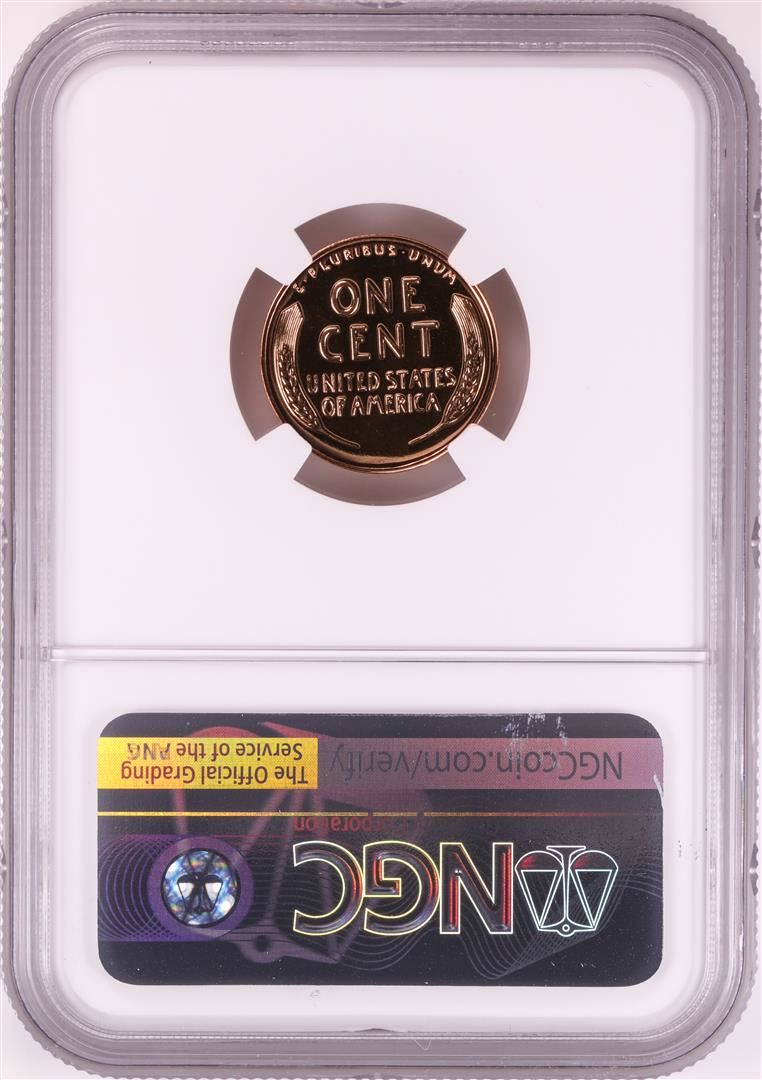 E·PLURIBUS·UNUM
ONE
CENT
UNITED STATES
OF AMERICA
NGCcoin.com/verify
The Official Grading
Service of the ANA
NGC
Corporation